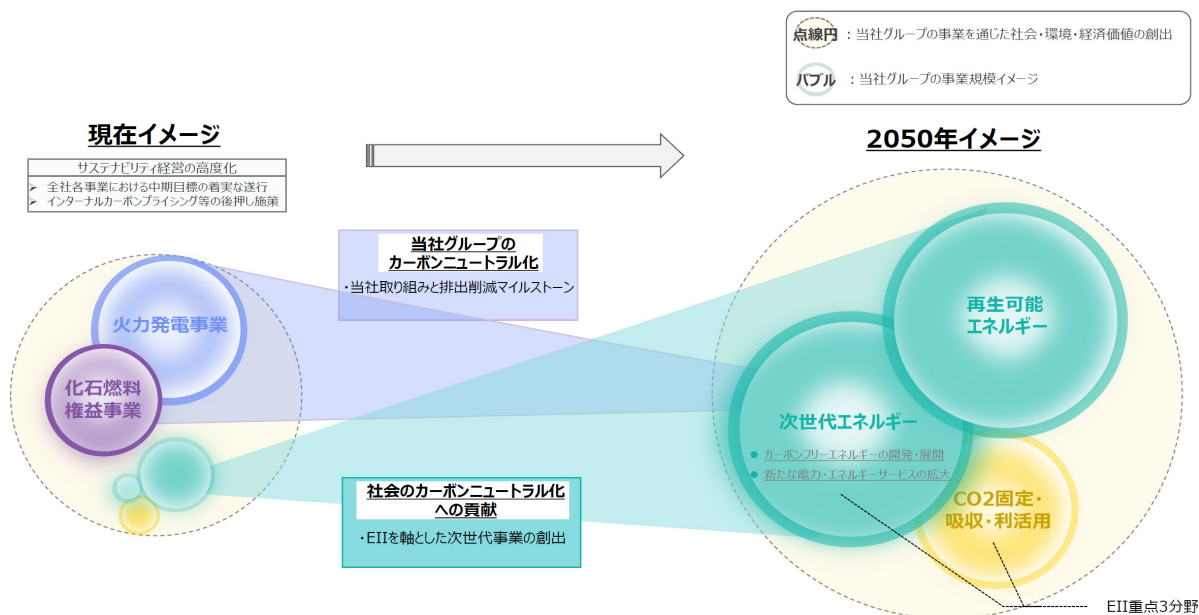 点線円 : 当社グループの事業を通じた社会・環境・経済価値の創出
バブル : 当社グループの事業規模イメージ
現在イメージ
2050年イメージ
サステナビリティ経営の高度化
➢ 全社各事業における中期目標の着実な遂行
➢ インターナルカーボンプライシング等の後押し施策
当社グループの
カーボンニュートラル化
・当社取り組みと排出削減マイルストーン
火力発電事業
化石燃料
権益事業
再生可能
エネルギー
次世代エネルギー
● カーボンフリーエネルギーの開発・展開
● 新たな電力・エネルギーサービスの拡大
社会のカーボンニュートラル化
への貢献
・EIIを軸とした次世代事業の創出
CO2固定・
吸収・利活用
EII重点3分野